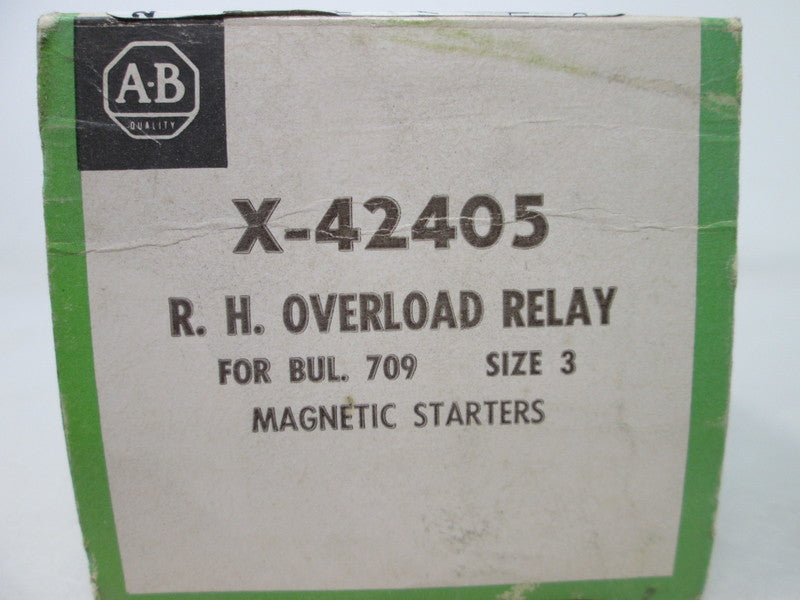 A·B
QUALITY
X-42405
R. H. OVERLOAD RELAY
FOR BUL. 709 SIZE 3
MAGNETIC STARTERS